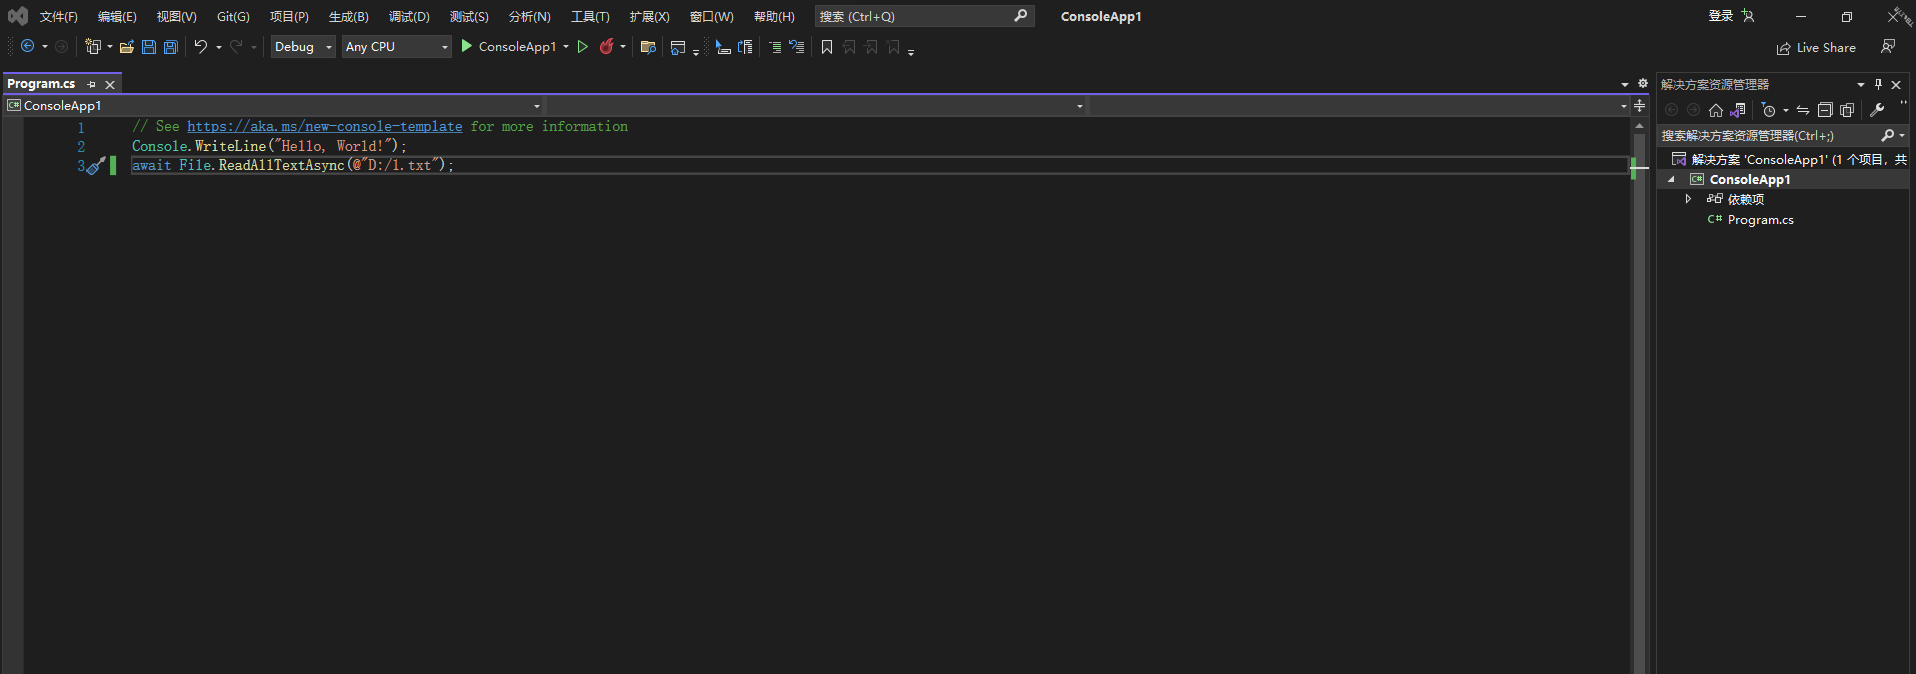 文件(F) 编辑(E) 视图(V) Git(G) 项目(P) 生成(B) 调试(D) 测试(S) 分析(N) 工具(T) 扩展(X) 窗口(W) 帮助(H) 搜索 (Ctrl+Q) ConsoleApp1 登录
Debug Any CPU ConsoleApp1 Live Share
Program.cs
ConsoleApp1
1 // See https://aka.ms/new-console-template for more information
2 Console.WriteLine("Hello, World!");
3 await File.ReadAllTextAsync(@"D:/1.txt");
解决方案资源管理器
搜索解决方案资源管理器(Ctrl+;)
解决方案 'ConsoleApp1' (1 个项目, 共
C# ConsoleApp1
依赖项
C# Program.cs